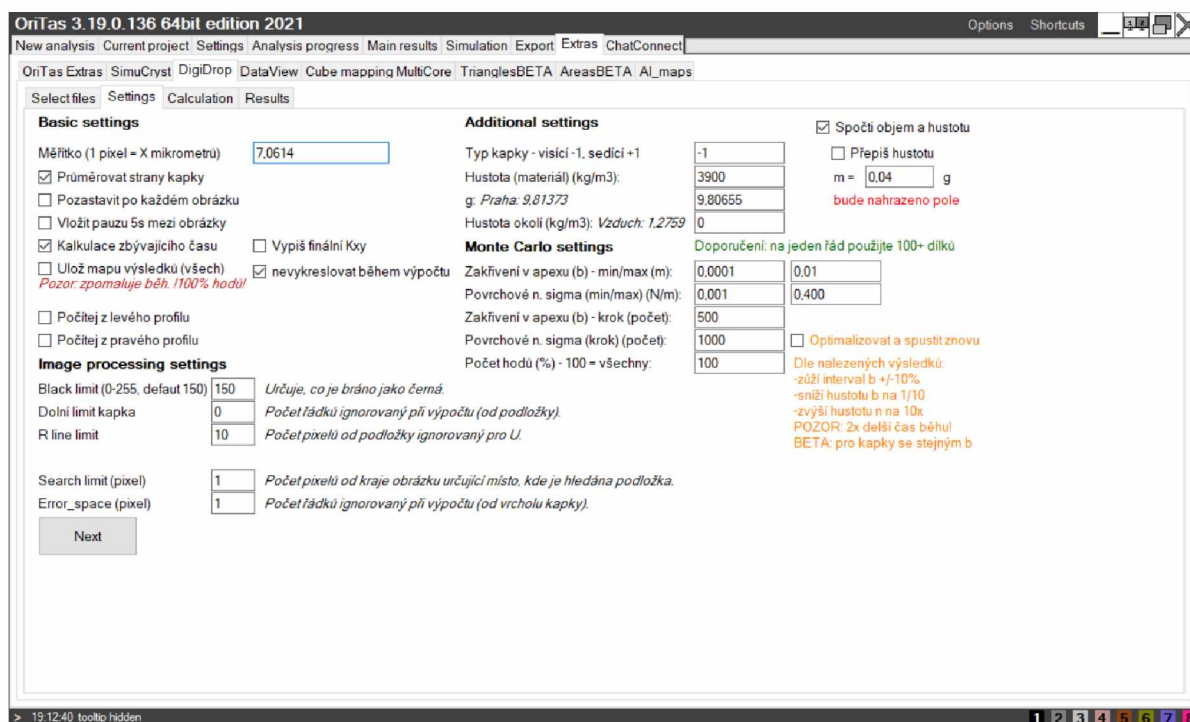 OriTas 3.19.0.136 64bit edition 2021 Options Shortcuts
New analysis Current project Settings Analysis progress Main results Simulation Export Extras ChatConnect
OriTas Extras SimuCryst DigiDrop DataView Cube mapping MultiCore TrianglesBETA AreasBETA AI_maps
Select files Settings Calculation Results
Basic settings
Měřítko (1 pixel = X mikrometrů) 7,0614
Průměrovat strany kapky
Pozastavit po každém obrázku
Vložit pauzu 5s mezi obrázky
Kalkulace zbývajícího času Vypiš finální Kxy
Ulož mapu výsledků (všech) nevykreslovat během výpočtu
Pozor: zpomaluje běh. !100% hodů!
Počítej z levého profilu
Počítej z pravého profilu
Image processing settings
Black limit (0-255, defaut 150) 150 Určuje, co je bráno jako černá.
Dolní limit kapka 0 Počet řádků ignorovaný při výpočtu (od podložky).
R line limit 10 Počet pixelů od podložky ignorovaný pro U.
Search limit (pixel) 1 Počet pixelů od kraje obrázku určující místo, kde je hledána podložka.
Error_space (pixel) 1 Počet řádků ignorovaný při výpočtu (od vrcholu kapky).
Next
Additional settings
Typ kapky - visící -1, sedící +1 -1
Hustota (materiál) (kg/m3): 3900
g: Praha: 9,81373 9,80655
Hustota okolí (kg/m3): Vzduch: 1,2759 0
Spočti objem a hustotu
Přepiš hustotu
m = 0,04 g
bude nahrazeno pole
Monte Carlo settings Doporučení: na jeden řád použijte 100+ dílků
Zakřivení v apexu (b) - min/max (m): 0,0001 0,01
Povrchové n. sigma (min/max) (N/m): 0,001 0,400
Zakřivení v apexu (b) - krok (počet): 500
Povrchové n. sigma (krok) (počet): 1000 Optimalizovat a spustit znovu
Počet hodů (%) - 100 = všechny: 100
Dle nalezených výsledků:
-zúží interval b +/-10%
-sníží hustotu b na 1/10
-zvýší hustotu n na 10x
POZOR: 2x delší čas běhu!
BETA: pro kapky se stejným b
> 19:12:40 tooltip hidden 1 2 3 4 5 6 7